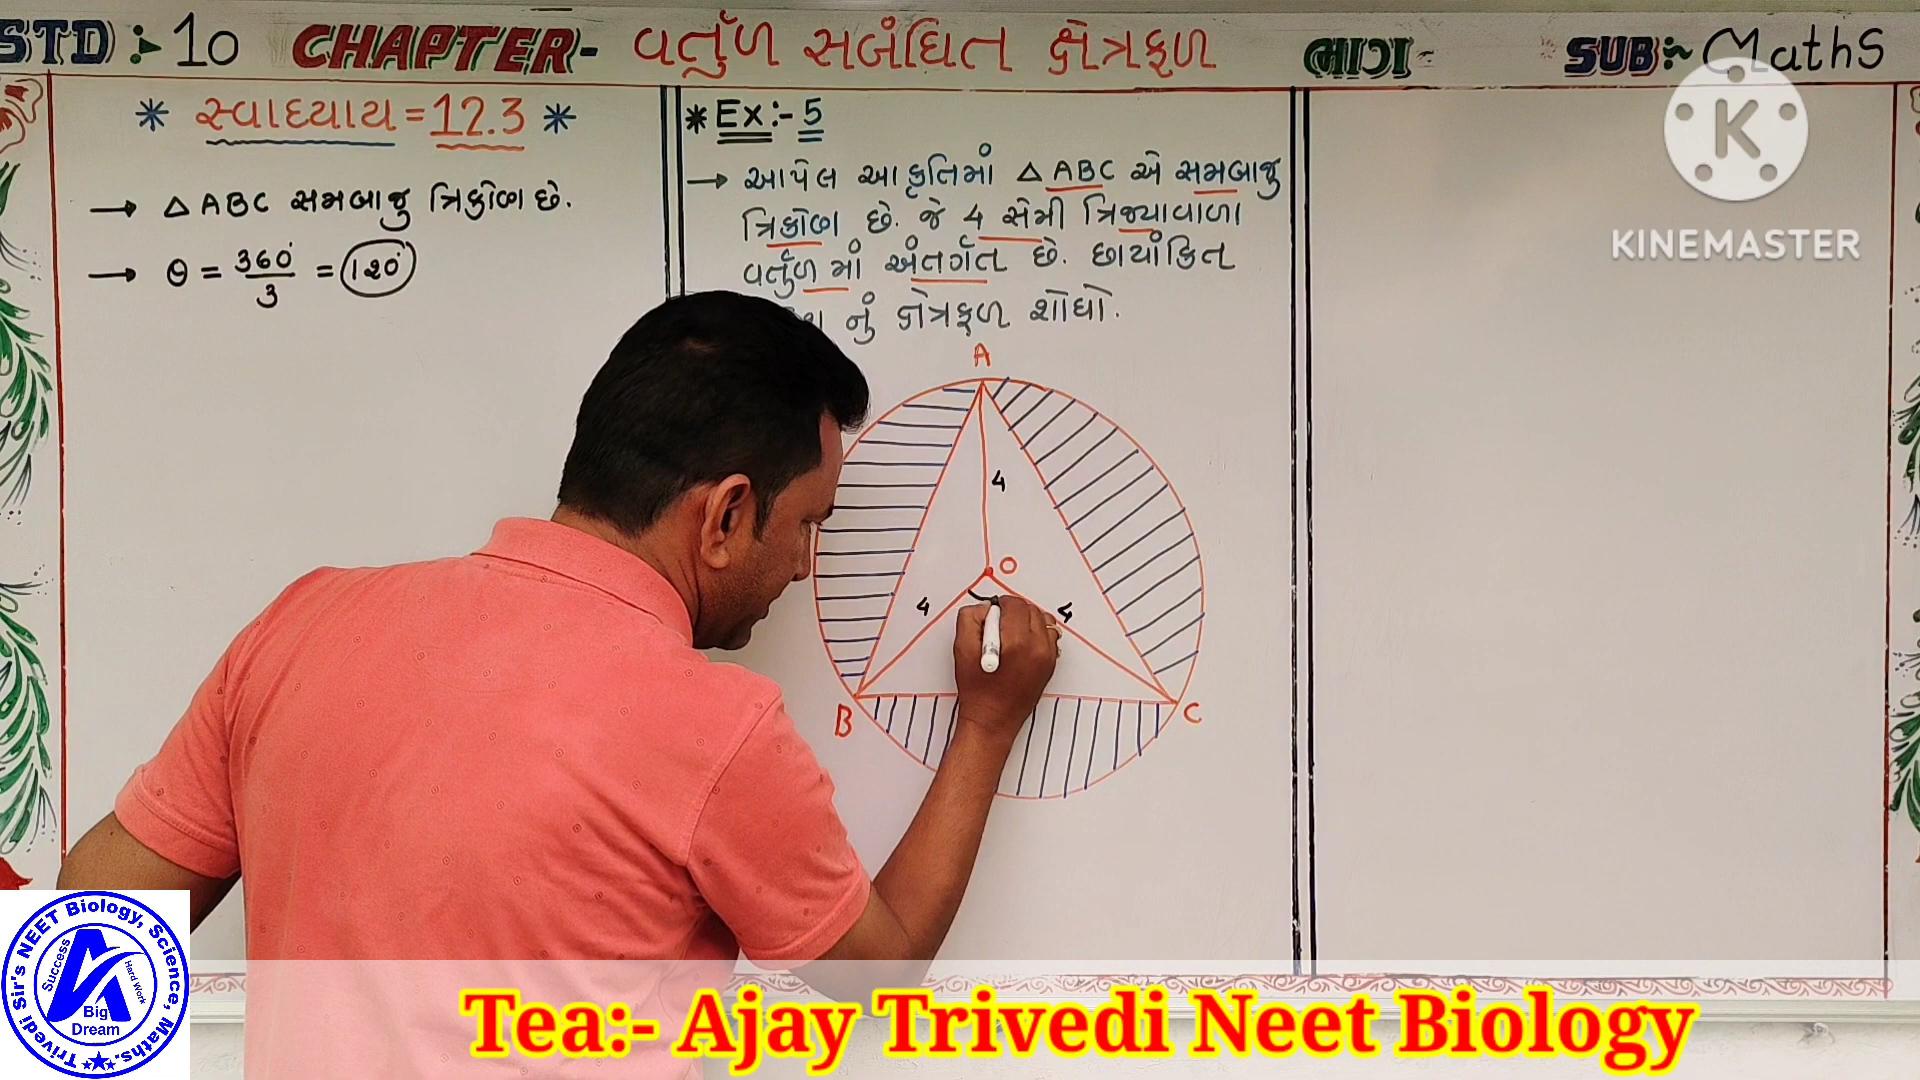 STD :- 10 CHAPTER:- વર્તુળ સબંધિત ક્ષેત્રફળ ભાગ - SUB:- Maths
* સ્વાધ્યાય = 12.3 *
→ △ ABC સમબાજુ ત્રિકોણ છે.
→ θ = 360° / 3 = 120°
* Ex:- 5
→ આપેલ આકૃતિમાં △ ABC એ સમબાજુ
ત્રિકોણ છે. જે 4 સેમી ત્રિજ્યાવાળા
વર્તુળ માં અંતર્ગત છે. છાયાંકિત
નું ક્ષેત્રફળ શોધો.
A
4
O
4
4
B
C
K
KINEMASTER
Trivedi Sir's NEET Biology, Science, Maths.
Success
Hard Work
Big
Dream
Tea:- Ajay Trivedi Neet Biology